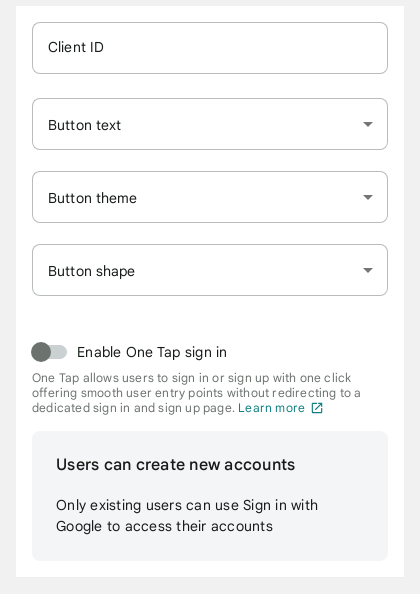 Client ID
Button text
Button theme
Button shape
Enable One Tap sign in
One Tap allows users to sign in or sign up with one click
offering smooth user entry points without redirecting to a
dedicated sign in and sign up page. Learn more
Users can create new accounts
Only existing users can use Sign in with
Google to access their accounts